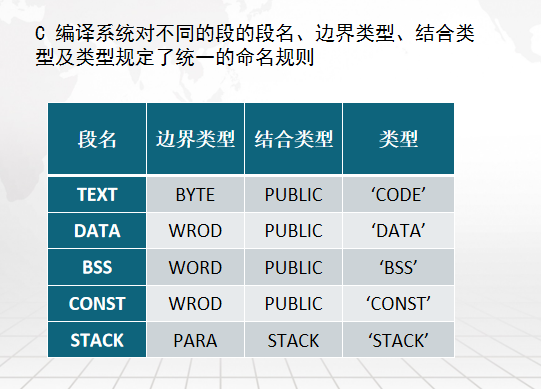 C 编译系统对不同的段的段名、边界类型、结合类
型及类型规定了统一的命名规则
段名 边界类型 结合类型 类型
TEXT BYTE PUBLIC ‘CODE’
DATA WROD PUBLIC ‘DATA’
BSS WORD PUBLIC ‘BSS’
CONST WROD PUBLIC ‘CONST’
STACK PARA STACK ‘STACK’